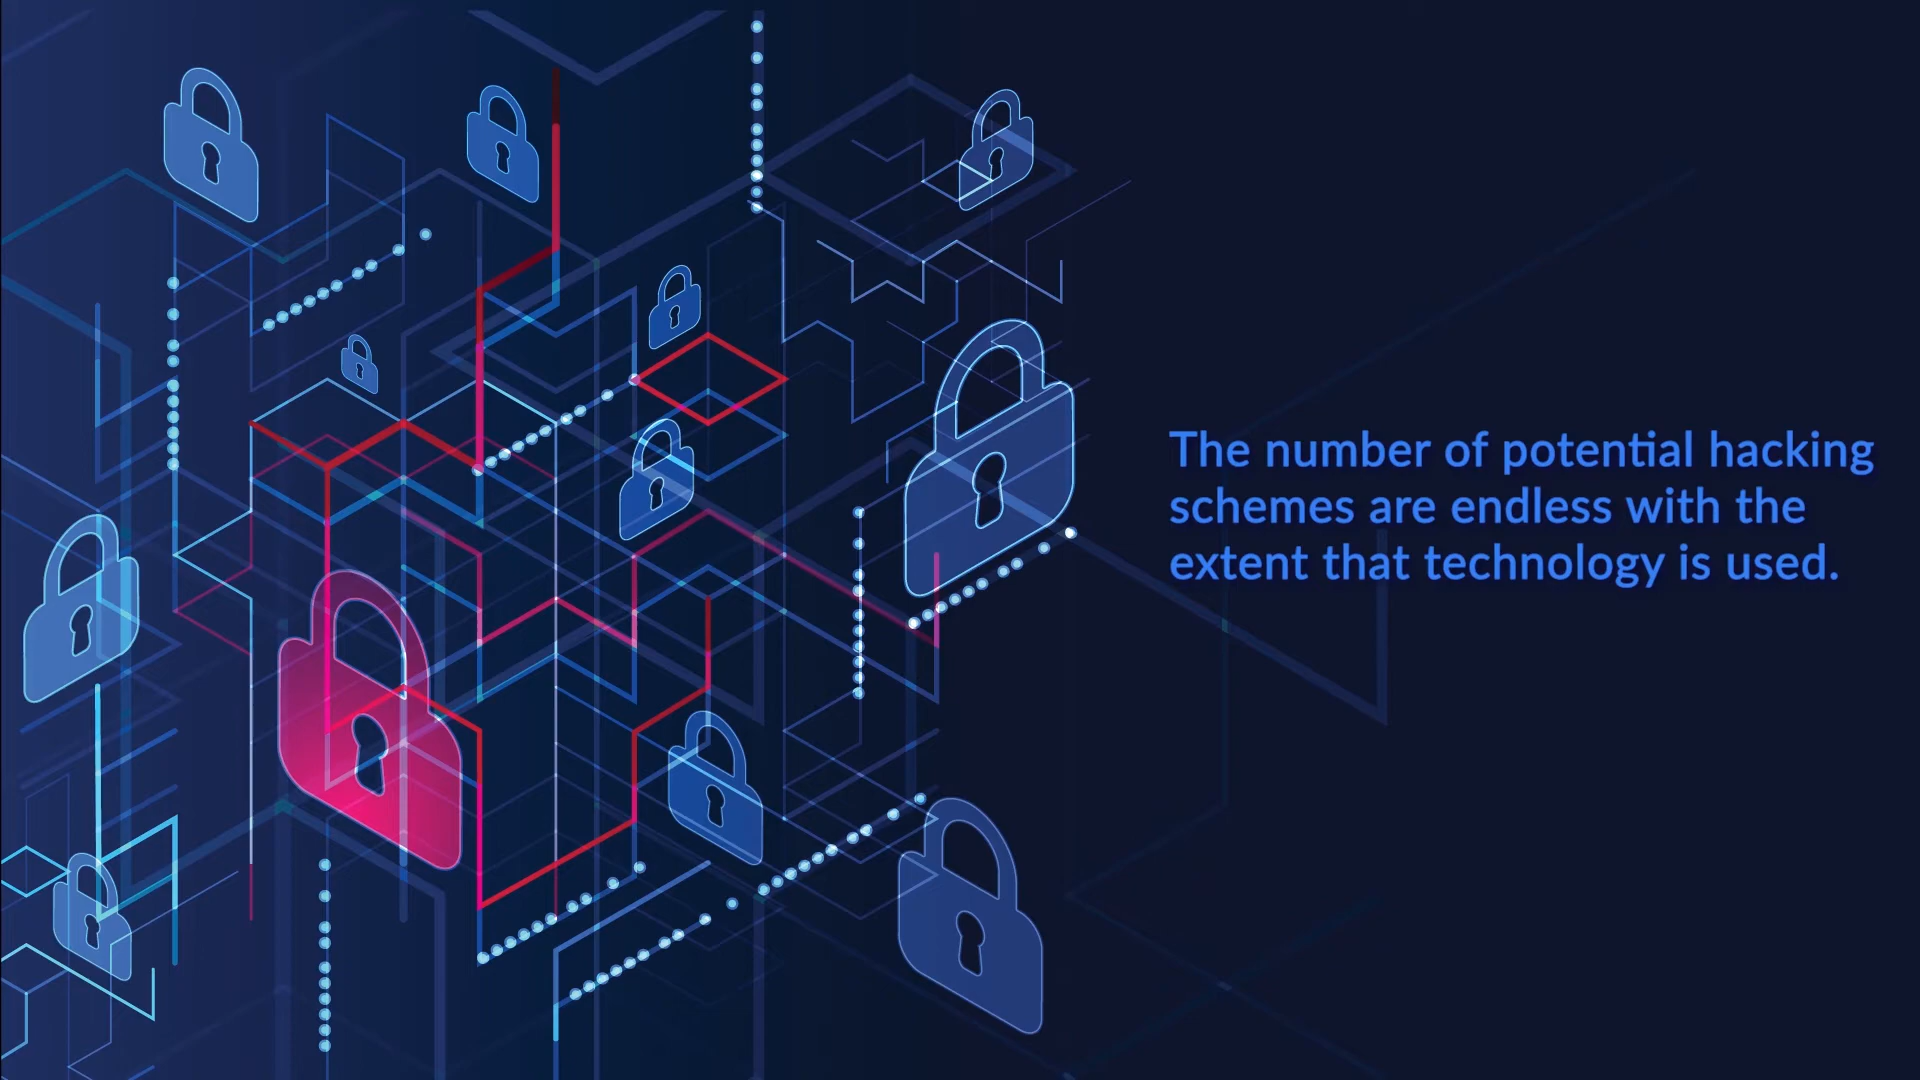 The number of potential hacking
schemes are endless with the
extent that technology is used.